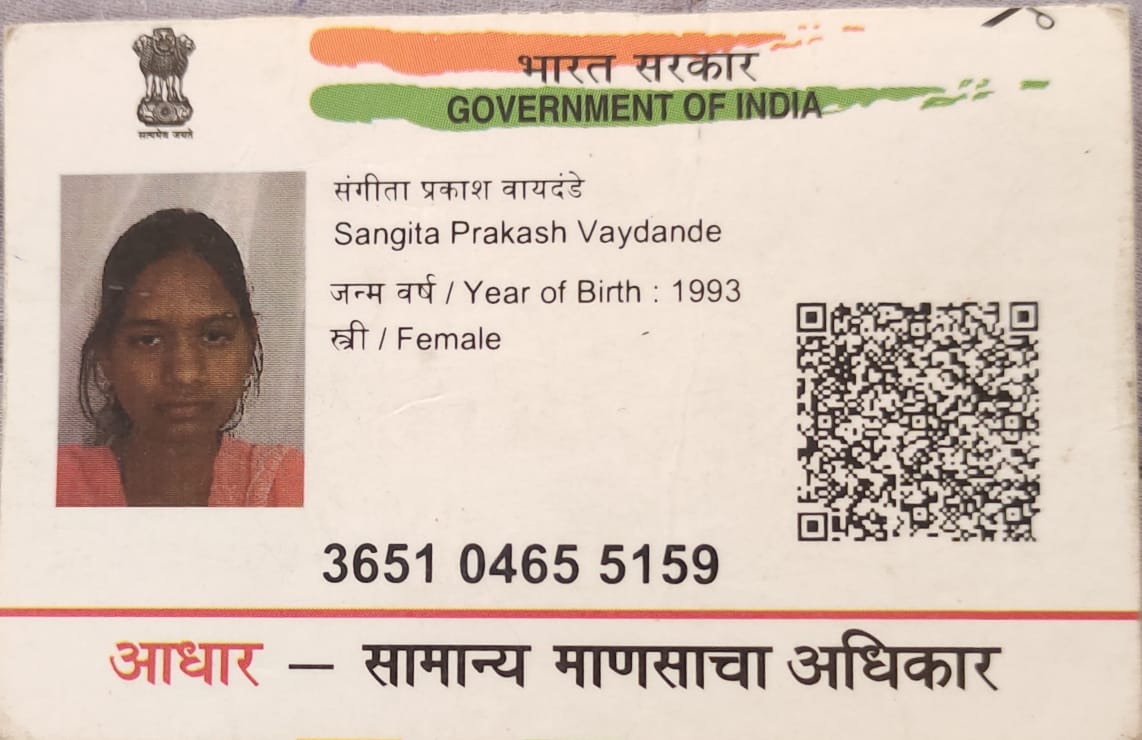 भारत सरकार
GOVERNMENT OF INDIA
सत्यमेव जयते
संगीता प्रकाश वायदंडे
Sangita Prakash Vaydande
जन्म वर्ष / Year of Birth : 1993
स्त्री / Female
3651 0465 5159
आधार — सामान्य माणसाचा अधिकार